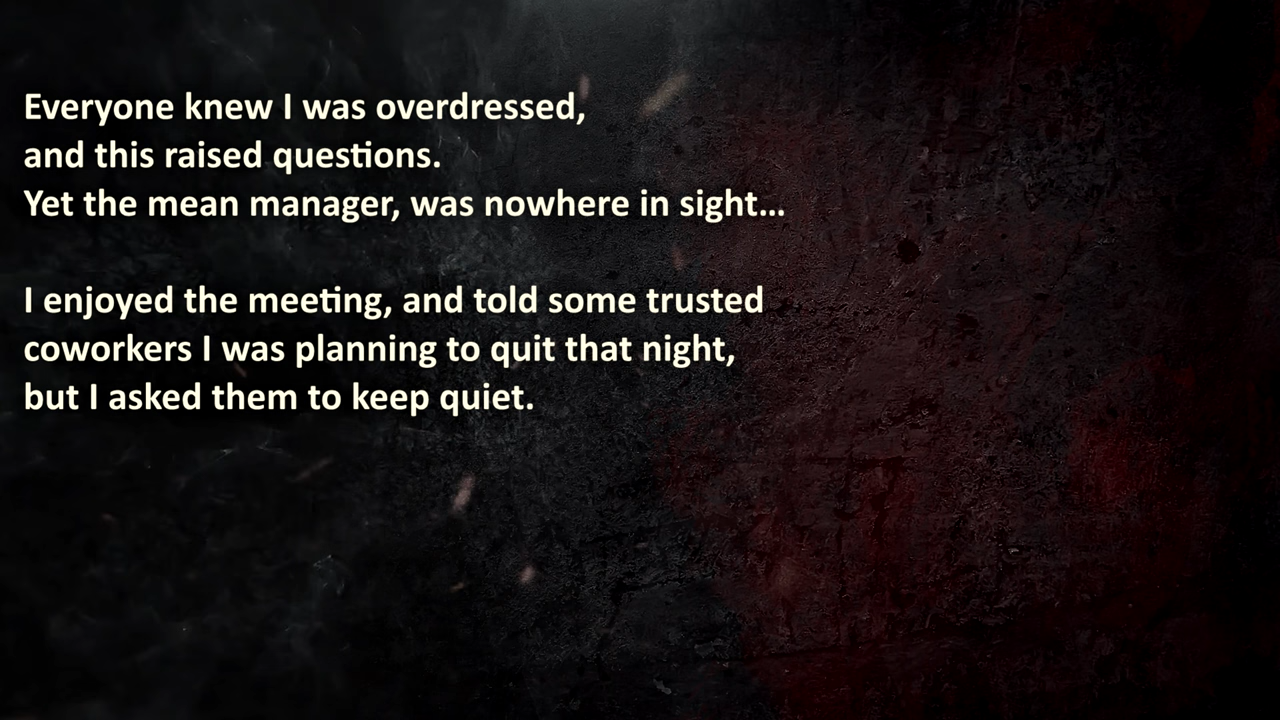 Everyone knew I was overdressed,
and this raised questions.
Yet the mean manager, was nowhere in sight...
I enjoyed the meeting, and told some trusted
coworkers I was planning to quit that night,
but I asked them to keep quiet.